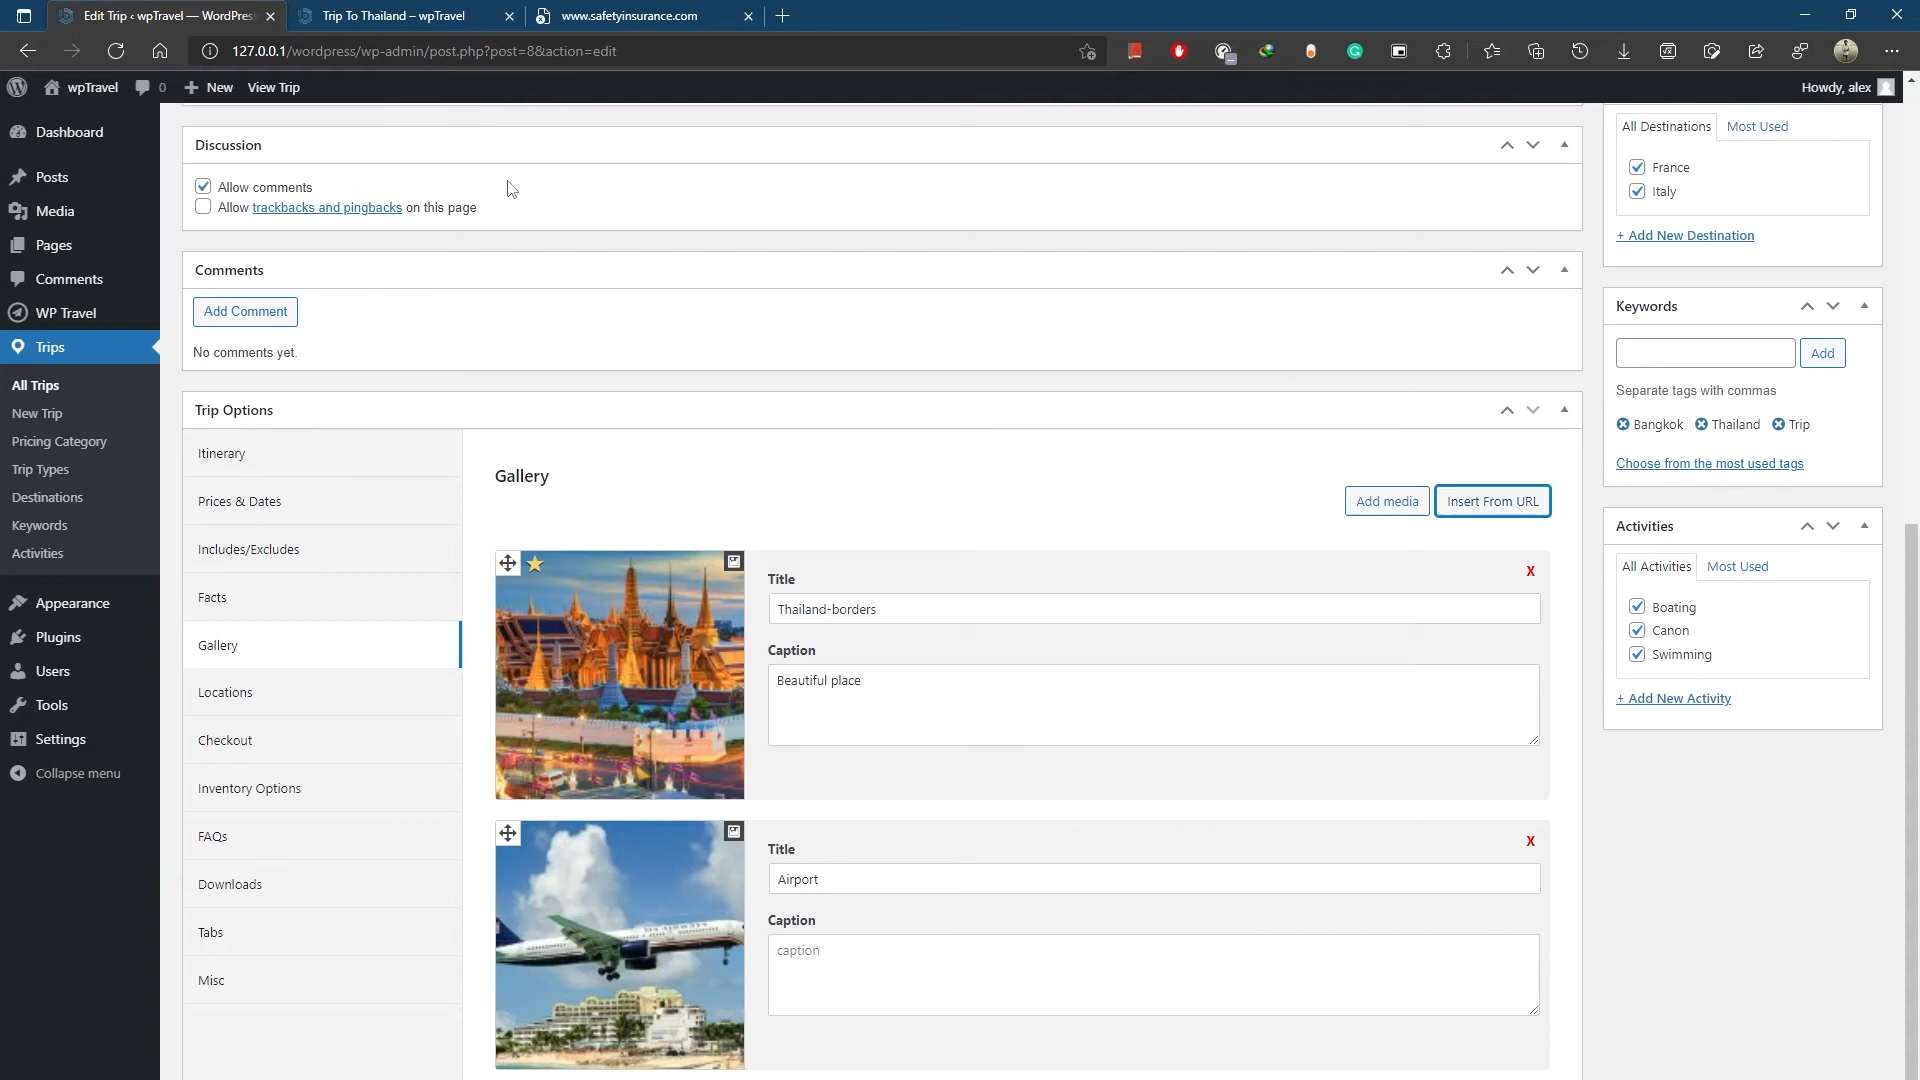 Edit Trip ‹ wpTravel — WordPress
Trip To Thailand – wpTravel
www.safetyinsurance.com
127.0.0.1/wordpress/wp-admin/post.php?post=8&action=edit
wpTravel
0
New
View Trip
Howdy, alex
Dashboard
Posts
Media
Pages
Comments
WP Travel
Trips
All Trips
New Trip
Pricing Category
Trip Types
Destinations
Keywords
Activities
Appearance
Plugins
Users
Tools
Settings
Collapse menu
Discussion
Allow comments
Allow trackbacks and pingbacks on this page
Comments
Add Comment
No comments yet.
Trip Options
Itinerary
Prices & Dates
Includes/Excludes
Facts
Gallery
Locations
Checkout
Inventory Options
FAQs
Downloads
Tabs
Misc
Gallery
Add media
Insert From URL
X
Title
Thailand-borders
Caption
Beautiful place
X
Title
Airport
Caption
caption
All Destinations
Most Used
France
Italy
+ Add New Destination
Keywords
Add
Separate tags with commas
Bangkok
Thailand
Trip
Choose from the most used tags
Activities
All Activities
Most Used
Boating
Canon
Swimming
+ Add New Activity